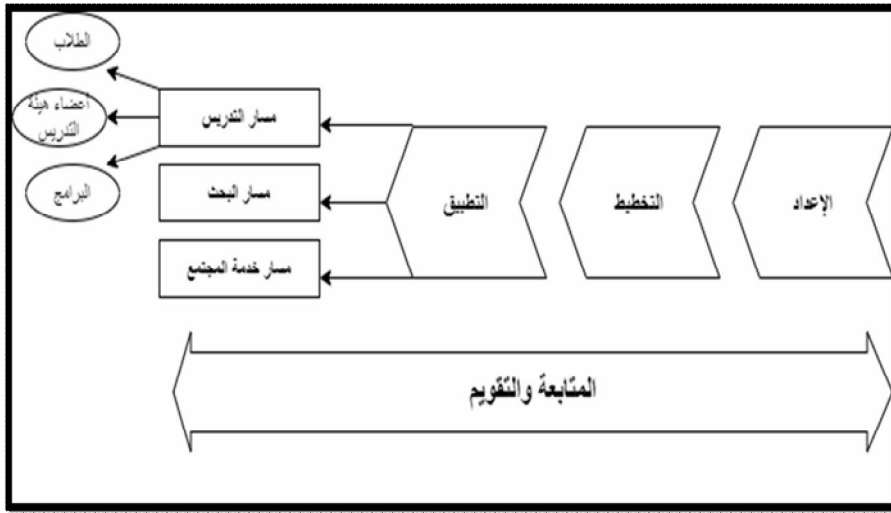 الإعداد
التخطيط
التطبيق
مسار التدريس
مسار البحث
مسار خدمة المجتمع
الطلاب
أعضاء هيئة
التدريس
البرامج
المتابعة والتقويم